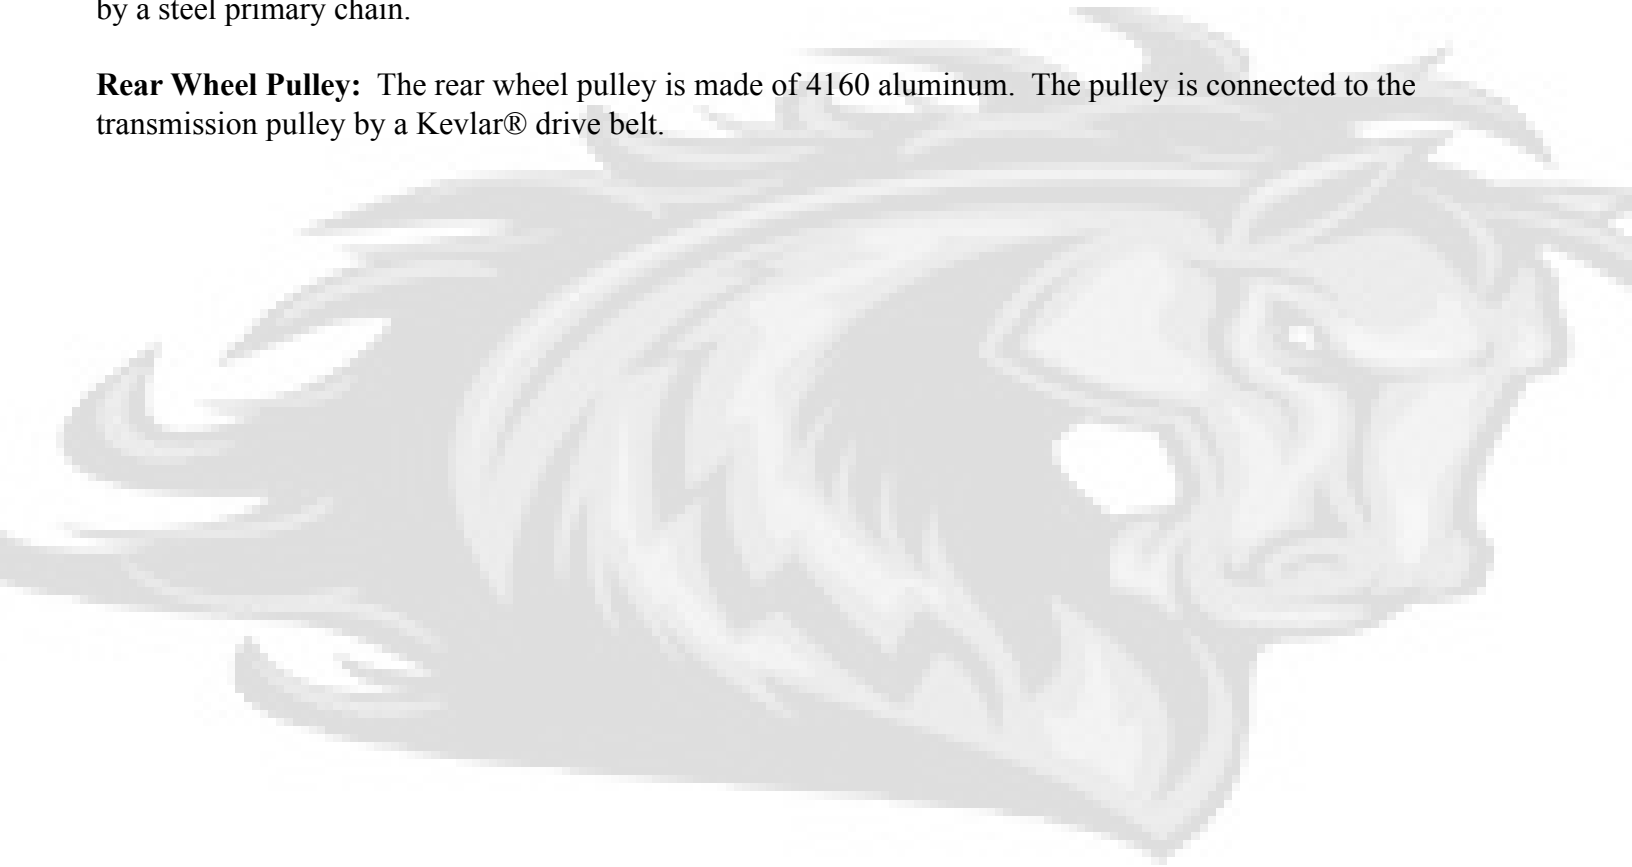 by a steel primary chain.
Rear Wheel Pulley: The rear wheel pulley is made of 4160 aluminum. The pulley is connected to the
transmission pulley by a Kevlar® drive belt.